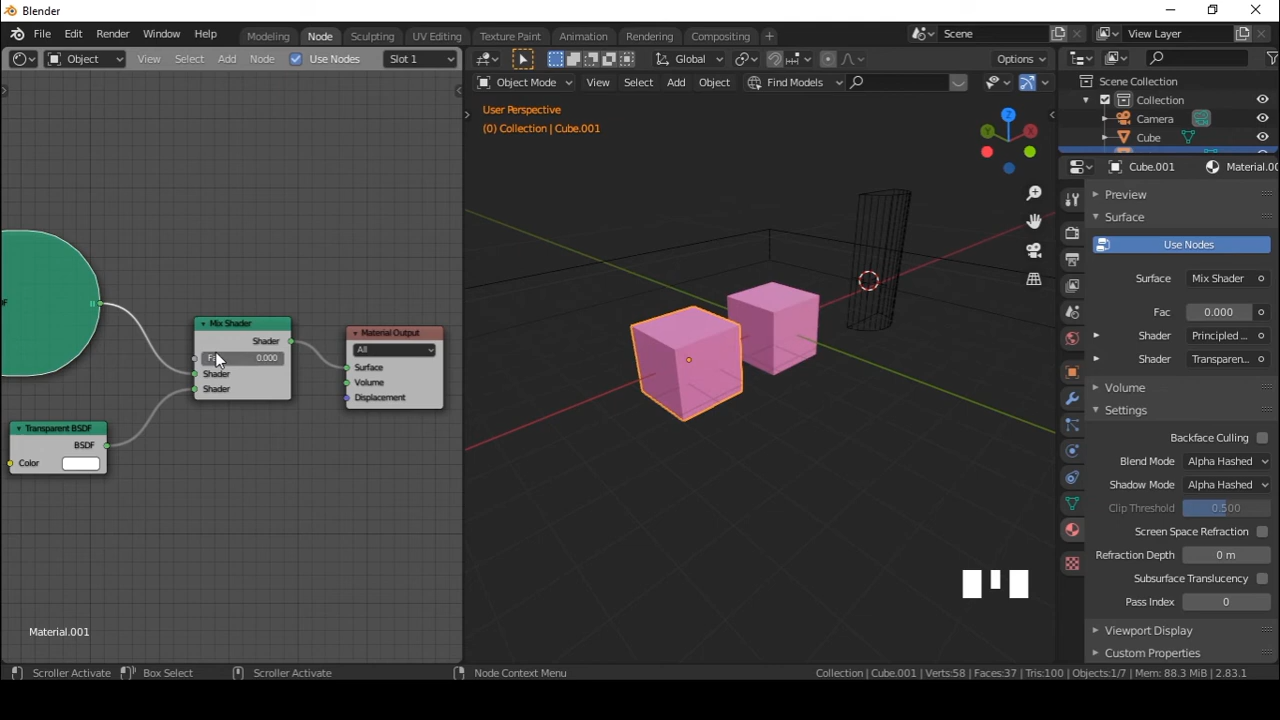 Blender
File Edit Render Window Help Modeling Node Sculpting UV Editing Texture Paint Animation Rendering Compositing Scene View Layer
Object View Select Add Node Use Nodes Slot 1 Global Options
Object Mode View Select Add Object Find Models
User Perspective
(0) Collection | Cube.001
Scene Collection
Collection
Camera
Cube
Cube.001 Material.00
Preview
Surface
Use Nodes
Surface Mix Shader
Fac 0.000
Shader Principled...
Shader Transparen...
Volume
Settings
Backface Culling
Blend Mode Alpha Hashed
Shadow Mode Alpha Hashed
Clip Threshold 0.500
Screen Space Refraction
Refraction Depth 0 m
Subsurface Translucency
Pass Index 0
Viewport Display
Custom Properties
Mix Shader
Shader
0.000
Shader
Shader
Material Output
All
Surface
Volume
Displacement
Transparent BSDF
BSDF
Color
Z
Y
X
Material.001
Scroller Activate Box Select Scroller Activate Node Context Menu Collection | Cube.001 | Verts:58 | Faces:37 | Tris:100 | Objects:1/7 | Mem: 88.3 MiB | 2.83.1